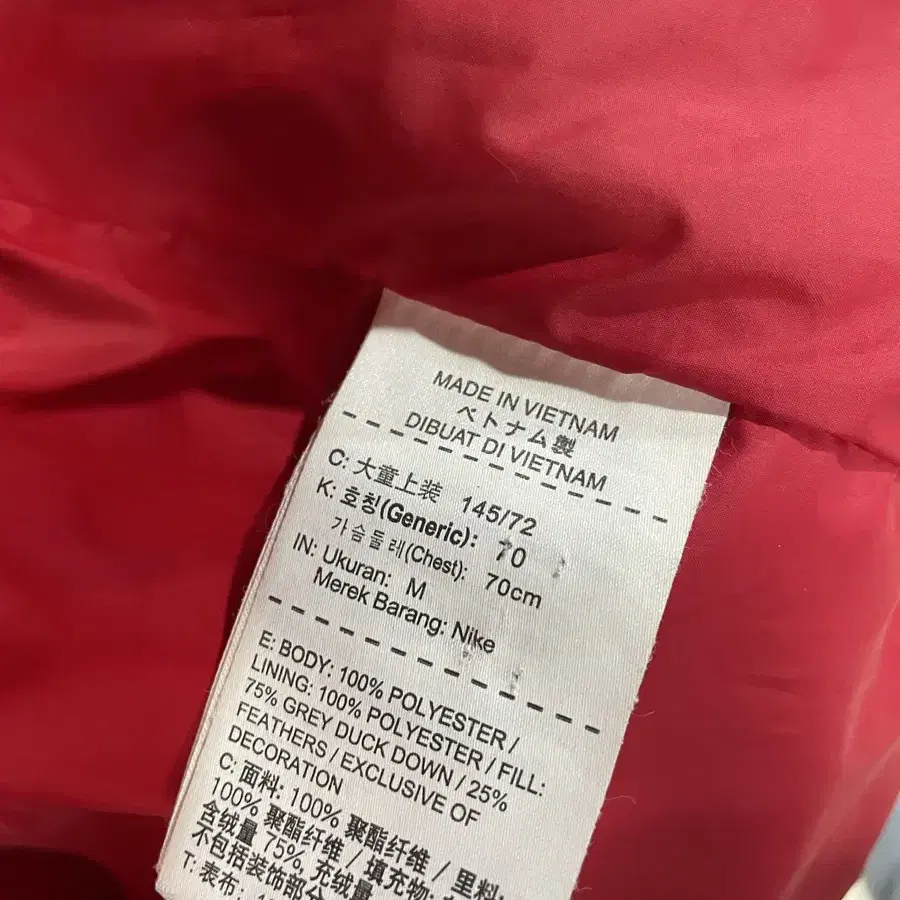 MADE IN VIETNAM
ベトナム製
DIBUAT DI VIETNAM
C: 大童上装 145/72
K: 호칭(Generic): 70
가슴둘레(Chest): 70cm
IN: Ukuran: M
Merek Barang: Nike
E: BODY: 100% POLYESTER /
LINING: 100% POLYESTER / FILL:
75% GREY DUCK DOWN / 25%
FEATHERS / EXCLUSIVE OF
DECORATION
C: 面料: 100% 聚酯纤维 / 里料:
100% 聚酯纤维 / 填充物:
含绒量 75%, 充绒量
不包括装饰部分
T: 表布: